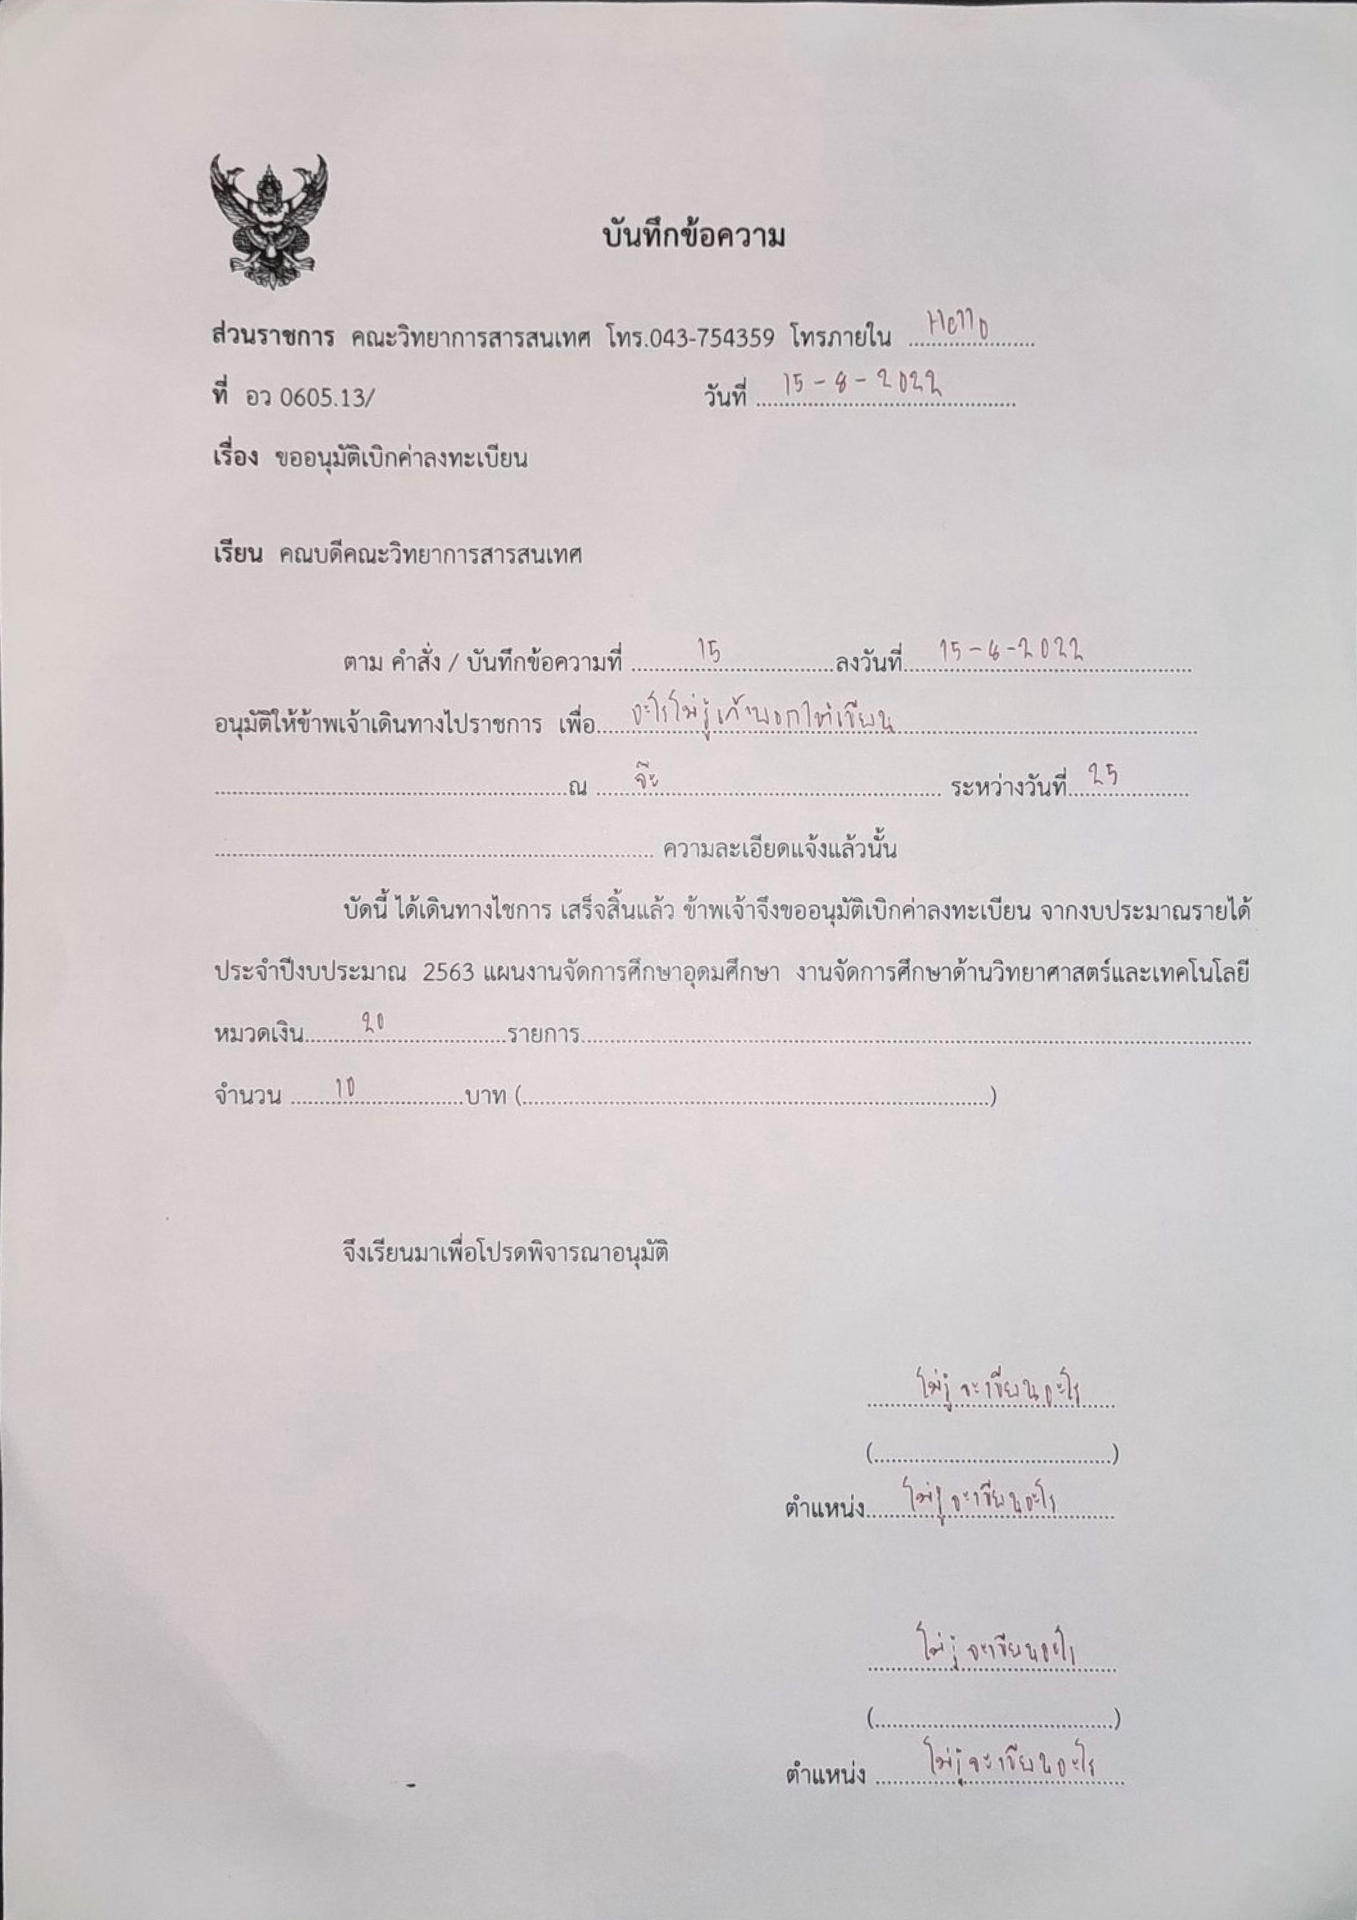 บันทึกข้อความ
ส่วนราชการ คณะวิทยาการสารสนเทศ โทร.043-754359 โทรภายใน Hello
ที่ อว 0605.13/ วันที่ 15-8-2022
เรื่อง ขออนุมัติเบิกค่าลงทะเบียน
เรียน คณบดีคณะวิทยาการสารสนเทศ
ตาม คำสั่ง / บันทึกข้อความที่ 15 ลงวันที่ 15-8-2022
อนุมัติให้ข้าพเจ้าเดินทางไปราชการ เพื่อ อะไรไม่รู้เค้าบอกให้เขียน
ณ จ๊ะ ระหว่างวันที่ 25
ความละเอียดแจ้งแล้วนั้น
บัดนี้ ได้เดินทางไชการ เสร็จสิ้นแล้ว ข้าพเจ้าจึงขออนุมัติเบิกค่าลงทะเบียน จากงบประมาณรายได้
ประจำปีงบประมาณ 2563 แผนงานจัดการศึกษาอุดมศึกษา งานจัดการศึกษาด้านวิทยาศาสตร์และเทคโนโลยี
หมวดเงิน 20 รายการ
จำนวน 10 บาท ( )
จึงเรียนมาเพื่อโปรดพิจารณาอนุมัติ
ไม่รู้จะเขียนอะไร
( )
ตำแหน่ง ไม่รู้จะเขียนอะไร
ไม่รู้จะเขียนอะไร
( )
ตำแหน่ง ไม่รู้จะเขียนอะไร